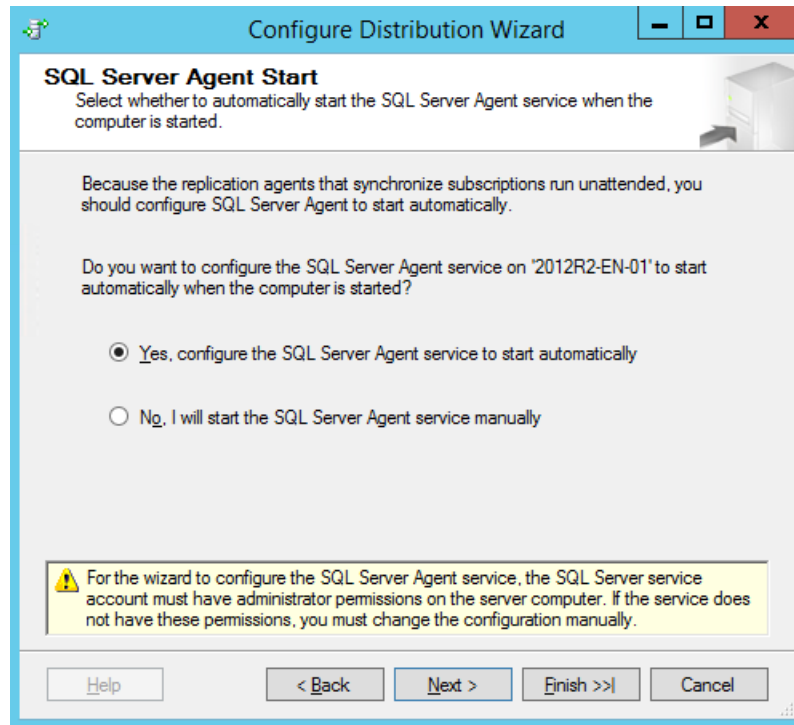 Configure Distribution Wizard
SQL Server Agent Start
Select whether to automatically start the SQL Server Agent service when the
computer is started.
Because the replication agents that synchronize subscriptions run unattended, you
should configure SQL Server Agent to start automatically.
Do you want to configure the SQL Server Agent service on '2012R2-EN-01' to start
automatically when the computer is started?
Yes, configure the SQL Server Agent service to start automatically
No, I will start the SQL Server Agent service manually
For the wizard to configure the SQL Server Agent service, the SQL Server service
account must have administrator permissions on the server computer. If the service does
not have these permissions, you must change the configuration manually.
Help < Back Next > Finish >>| Cancel